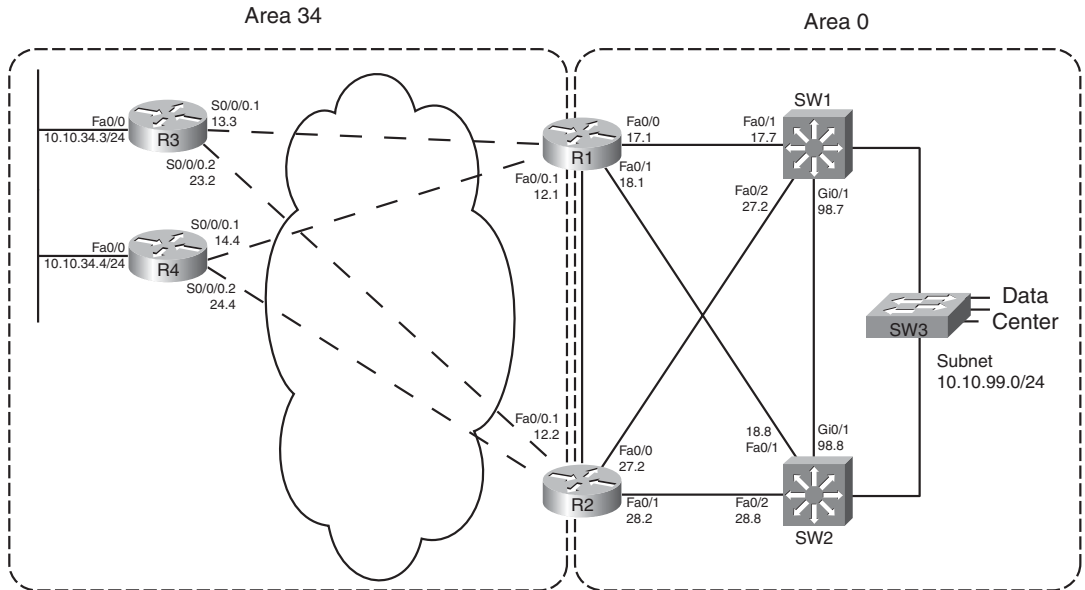 Area 34
Area 0
Fa0/0
10.10.34.3/24
R3
S0/0/0.1
13.3
S0/0/0.2
23.2
Fa0/0
10.10.34.4/24
R4
S0/0/0.1
14.4
S0/0/0.2
24.4
R1
Fa0/0
17.1
Fa0/1
18.1
Fa0/0.1
12.1
Fa0/1
17.7
SW1
Fa0/2
27.2
Gi0/1
98.7
SW3
Data
Center
Subnet
10.10.99.0/24
Fa0/0.1
12.2
R2
Fa0/0
27.2
Fa0/1
28.2
18.8
Fa0/1
Gi0/1
98.8
Fa0/2
28.8
SW2